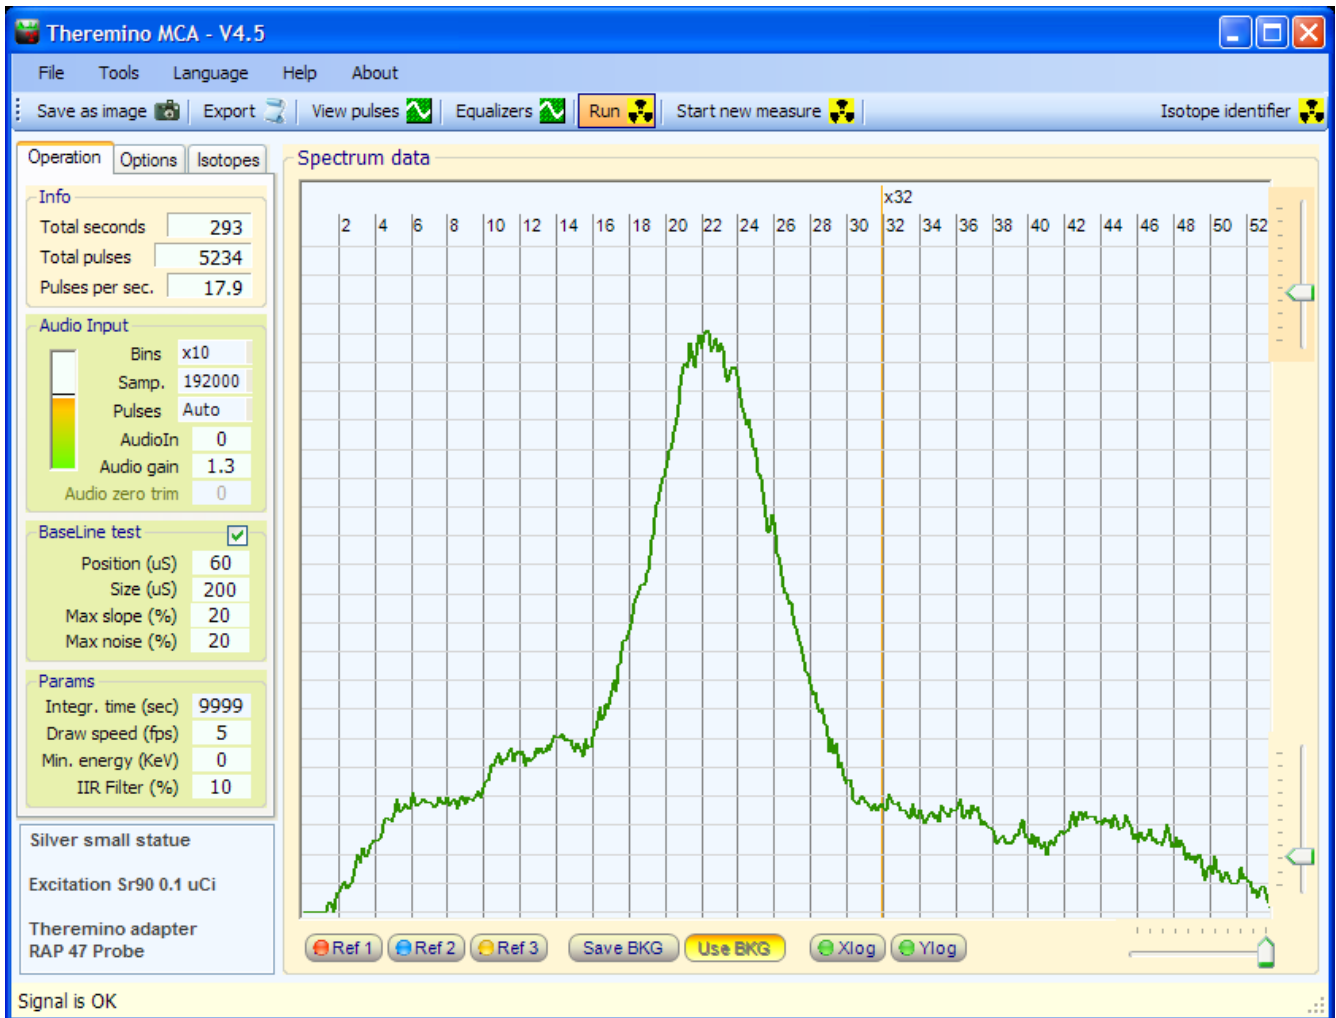 Theremino MCA - V4.5
File Tools Language Help About
Save as image Export View pulses Equalizers Run Start new measure Isotope identifier
Operation Options Isotopes
Spectrum data
Info
Total seconds 293
Total pulses 5234
Pulses per sec. 17.9
x32
2 4 6 8 10 12 14 16 18 20 22 24 26 28 30 32 34 36 38 40 42 44 46 48 50 52
Audio Input
Bins x10
Samp. 192000
Pulses Auto
AudioIn 0
Audio gain 1.3
Audio zero trim 0
BaseLine test
Position (uS) 60
Size (uS) 200
Max slope (%) 20
Max noise (%) 20
Params
Integr. time (sec) 9999
Draw speed (fps) 5
Min. energy (KeV) 0
IIR Filter (%) 10
Silver small statue
Excitation Sr90 0.1 uCi
Theremino adapter
RAP 47 Probe
Ref 1 Ref 2 Ref 3 Save BKG Use BKG Xlog Ylog
Signal is OK